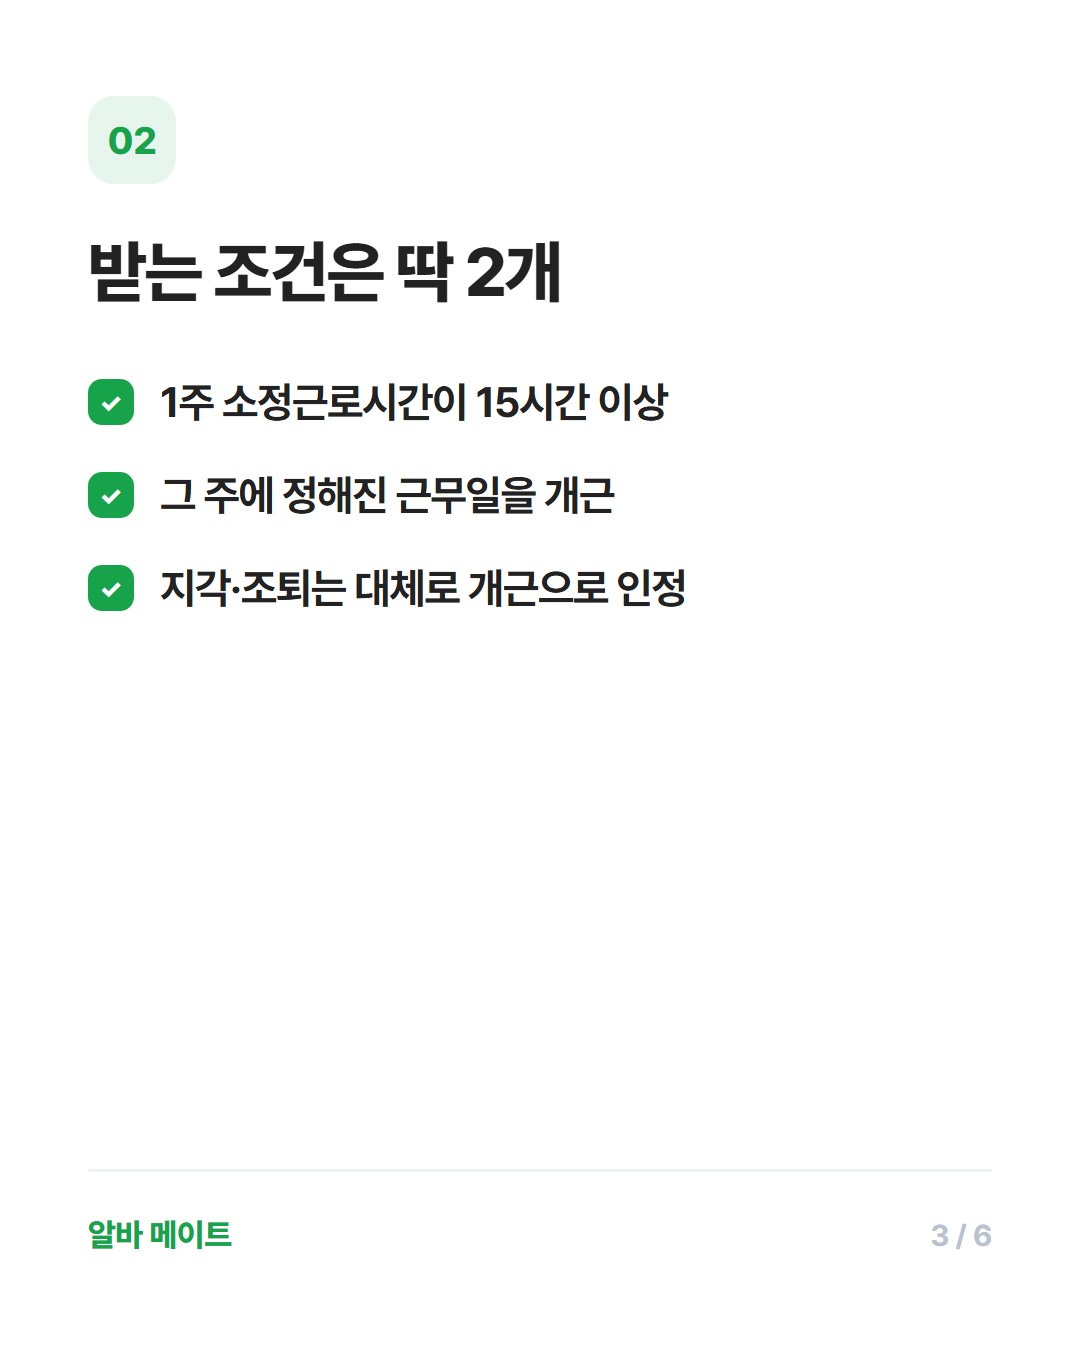 02
받는 조건은 딱 2개
1주 소정근로시간이 15시간 이상
그 주에 정해진 근무일을 개근
지각·조퇴는 대체로 개근으로 인정
알바 메이트
3 / 6